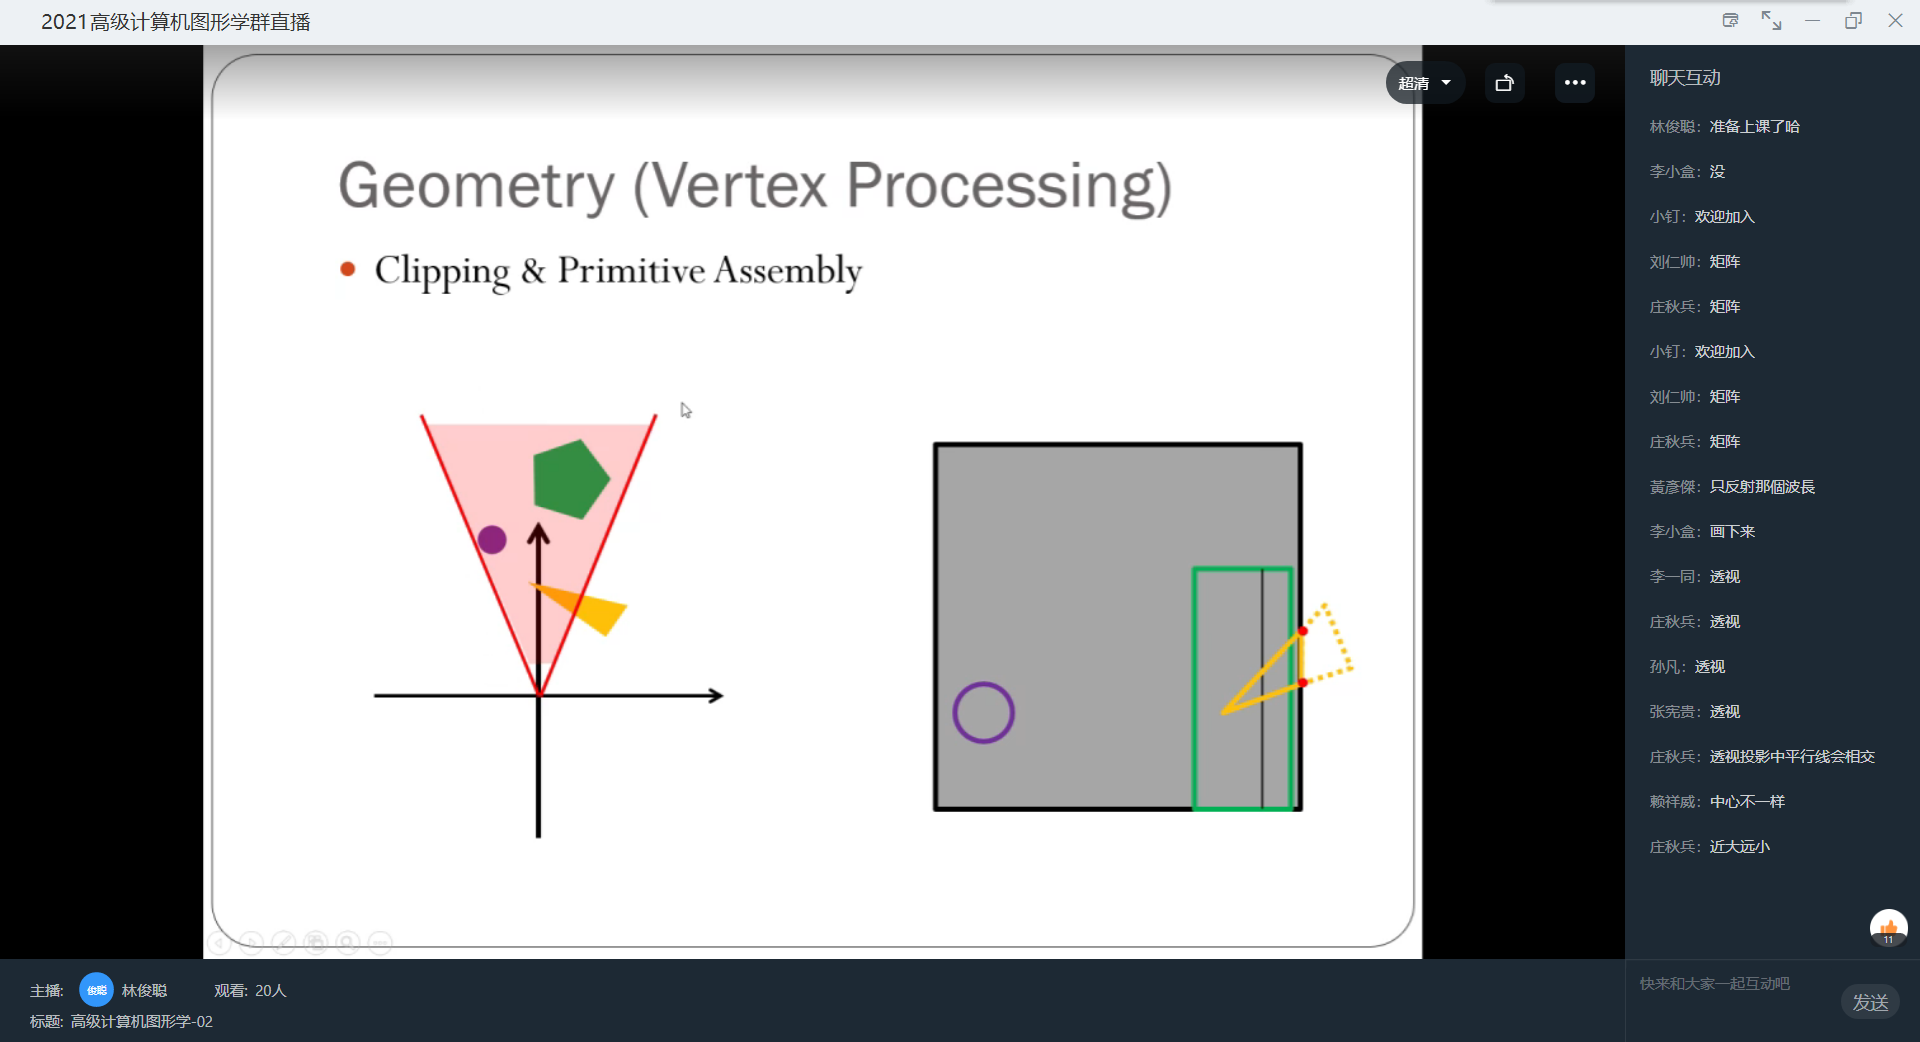 2021高级计算机图形学群直播
超清
Geometry (Vertex Processing)
Clipping & Primitive Assembly
聊天互动
林俊聪：准备上课了哈
李小盒：没
小钉：欢迎加入
刘仁帅：矩阵
庄秋兵：矩阵
小钉：欢迎加入
刘仁帅：矩阵
庄秋兵：矩阵
黃彥傑：只反射那個波長
李小盒：画下来
李一同：透视
庄秋兵：透视
孙凡：透视
张宪贵：透视
庄秋兵：透视投影中平行线会相交
赖祥威：中心不一样
庄秋兵：近大远小
11
主播: 俊聪 林俊聪 观看: 20人
标题: 高级计算机图形学-02
快来和大家一起互动吧
发送